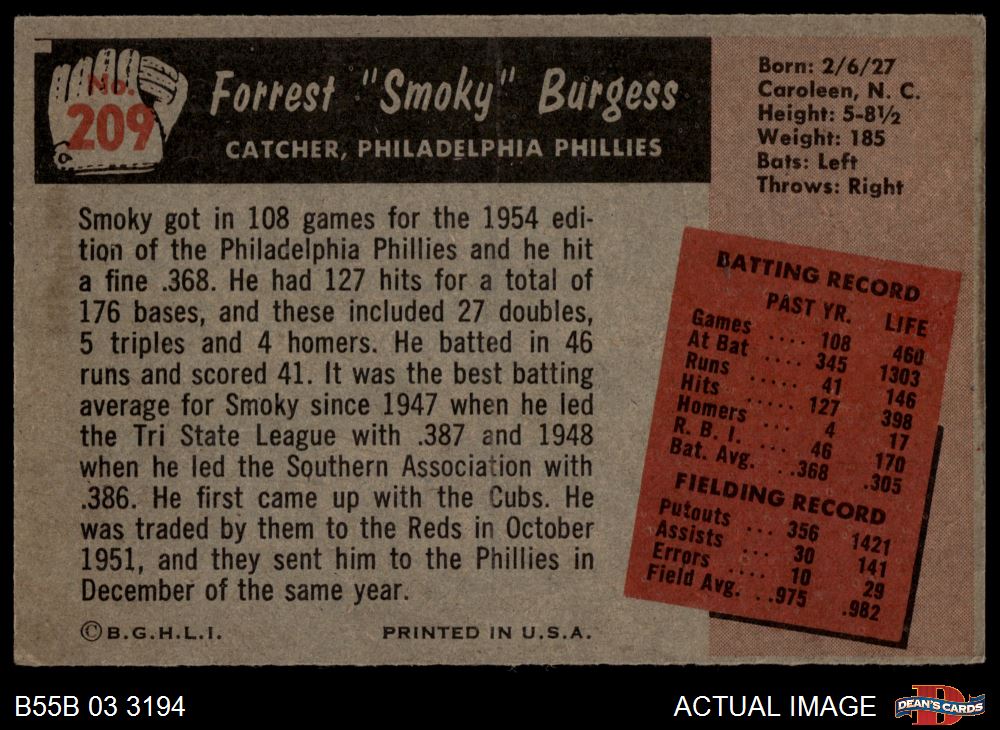 No.
209
Forrest "Smoky" Burgess
CATCHER, PHILADELPHIA PHILLIES
Smoky got in 108 games for the 1954 edi-
tion of the Philadelphia Phillies and he hit
a fine .368. He had 127 hits for a total of
176 bases, and these included 27 doubles,
5 triples and 4 homers. He batted in 46
runs and scored 41. It was the best batting
average for Smoky since 1947 when he led
the Tri State League with .387 and 1948
when he led the Southern Association with
.386. He first came up with the Cubs. He
was traded by them to the Reds in October
1951, and they sent him to the Phillies in
December of the same year.
©B.G.H.L.I. PRINTED IN U.S.A.
Born: 2/6/27
Caroleen, N. C.
Height: 5-8½
Weight: 185
Bats: Left
Throws: Right
BATTING RECORD
PAST YR. LIFE
Games .... 108 460
At Bat .... 345 1303
Runs ..... 41 146
Hits ..... 127 398
Homers ... 4 17
R. B. I. ... 46 170
Bat. Avg. ..368 .305
FIELDING RECORD
Putouts ... 356 1421
Assists ... 30 141
Errors .... 10 29
Field Avg. ..975 .982
B55B 03 3194 ACTUAL IMAGE
D
DEAN'S CARDS